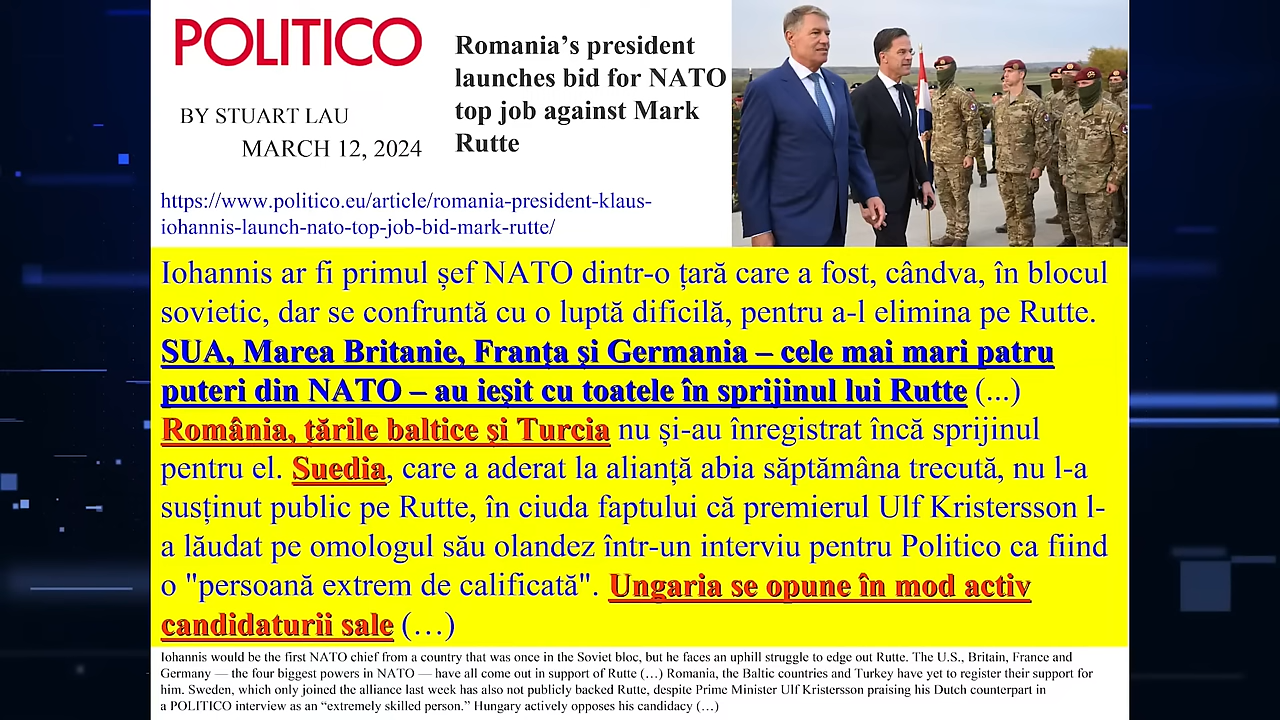 POLITICO
BY STUART LAU
MARCH 12, 2024
Romania’s president
launches bid for NATO
top job against Mark
Rutte
https://www.politico.eu/article/romania-president-klaus-
iohannis-launch-nato-top-job-bid-mark-rutte/
Iohannis ar fi primul șef NATO dintr-o țară care a fost, cândva, în blocul
sovietic, dar se confruntă cu o luptă dificilă, pentru a-l elimina pe Rutte.
SUA, Marea Britanie, Franța și Germania – cele mai mari patru
puteri din NATO – au ieșit cu toatele în sprijinul lui Rutte (...)
România, țările baltice și Turcia nu și-au înregistrat încă sprijinul
pentru el. Suedia, care a aderat la alianță abia săptămâna trecută, nu l-a
susținut public pe Rutte, în ciuda faptului că premierul Ulf Kristersson l-
a lăudat pe omologul său olandez într-un interviu pentru Politico ca fiind
o "persoană extrem de calificată". Ungaria se opune în mod activ
candidaturii sale (…)
Iohannis would be the first NATO chief from a country that was once in the Soviet bloc, but he faces an uphill struggle to edge out Rutte. The U.S., Britain, France and
Germany — the four biggest powers in NATO — have all come out in support of Rutte (…) Romania, the Baltic countries and Turkey have yet to register their support for
him. Sweden, which only joined the alliance last week has also not publicly backed Rutte, despite Prime Minister Ulf Kristersson praising his Dutch counterpart in
a POLITICO interview as an “extremely skilled person.” Hungary actively opposes his candidacy (…)